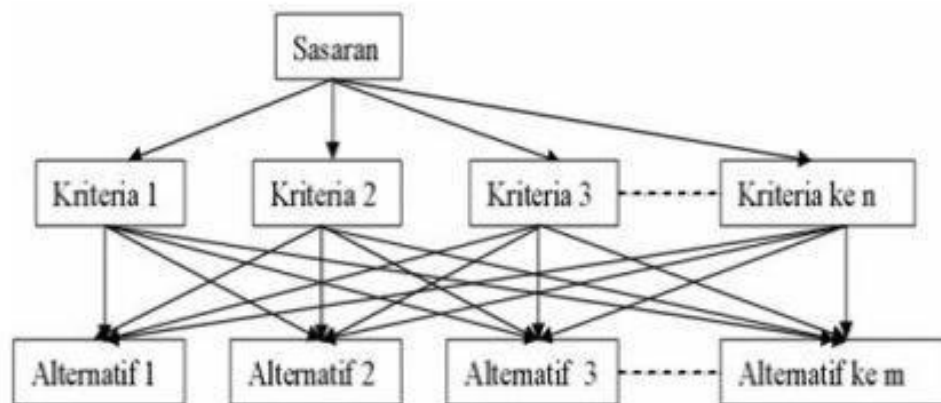 Sasaran
Kriteria 1
Kriteria 2
Kriteria 3
Kriteria ke n
Alternatif 1
Alternatif 2
Alternatif 3
Alternatif ke m